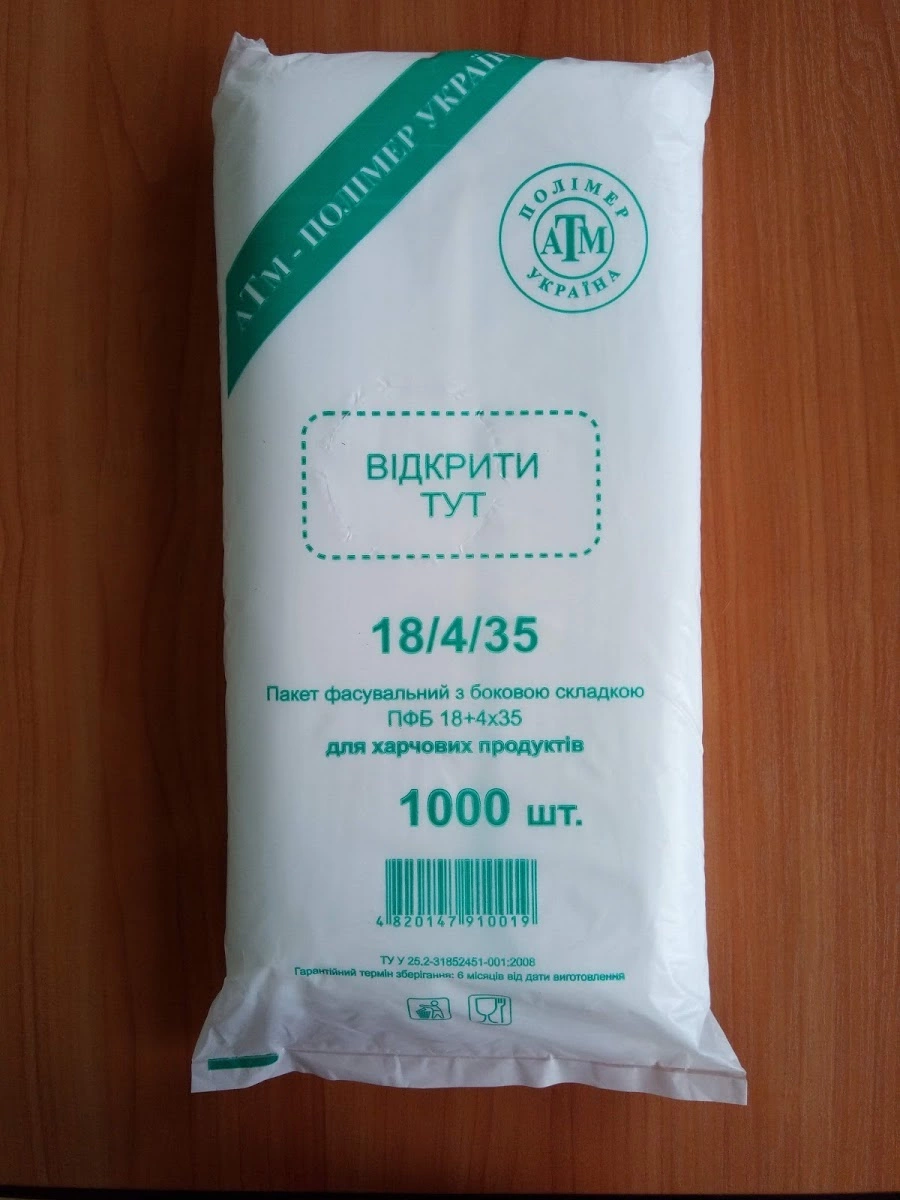 АТМ - ПОЛІМЕР УКРАЇНА
ПОЛІМЕР
АТМ
УКРАЇНА
ВІДКРИТИ
ТУТ
18/4/35
Пакет фасувальний з боковою складкою
ПФБ 18+4х35
для харчових продуктів
1000 шт.
4 820147 910019
ТУ У 25,2-31852451-001:2008
Гарантійний термін зберігання: 6 місяців від дати виготовлення